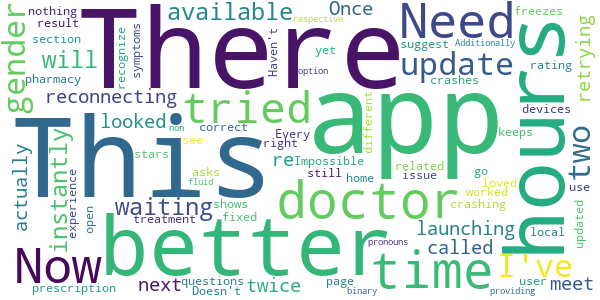 nothing There respective Need hours gender
result available Once freezes
section will recognize symptoms Haven't yet suggest Additionally rating retrying
pharmacy option update crashes
reconnecting tried app devices
actually This looked correct Every different keeps two
instantly stars non asks right see
waiting re Impossible related go loved use
experience open better treatment fluid doctor still home issue worked updated
shows fixed crashing local
Now next called launching I've
prescription questions Doesn't twice page binary time pronouns user providing meet